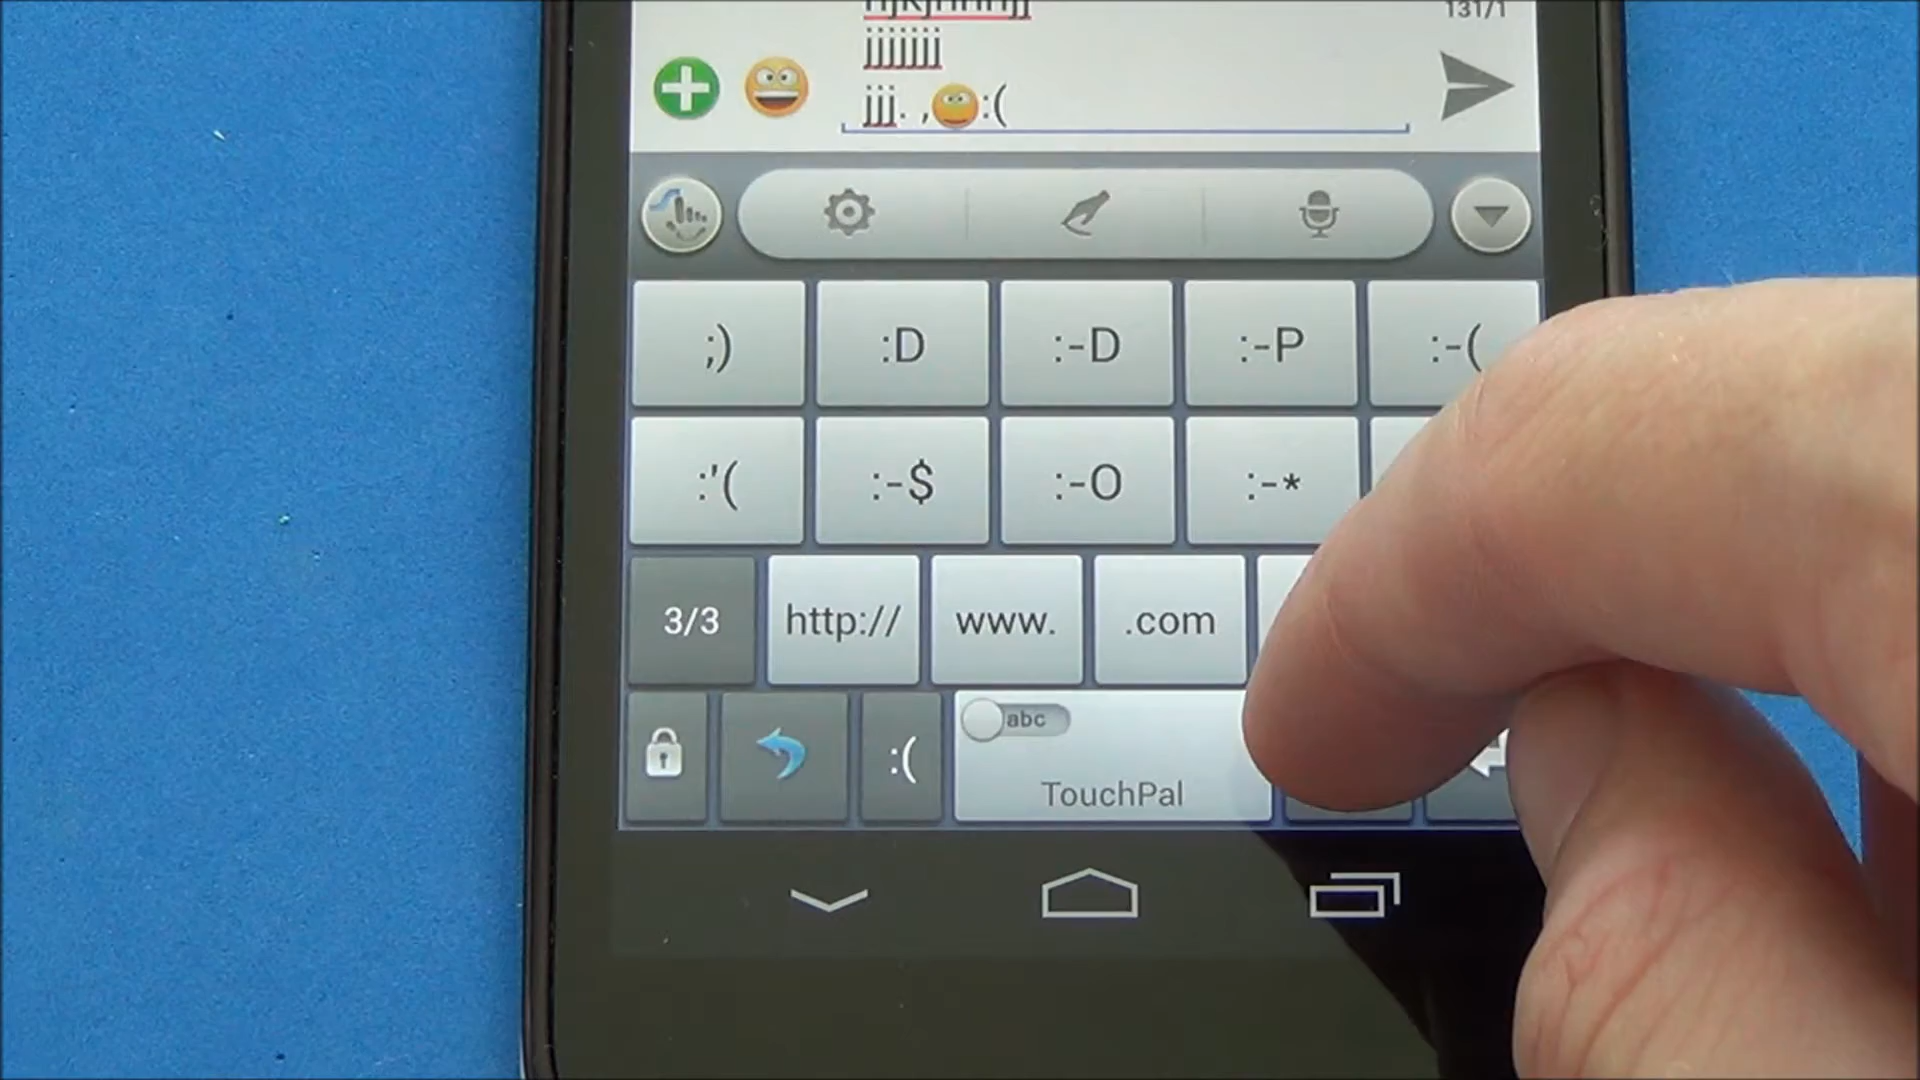 131/1
jjjjjjj
jjj. , :(
;) :D :-D :-P :-(
:'( :-$ :-O :-*
3/3 http:// www. .com
:( abc
TouchPal